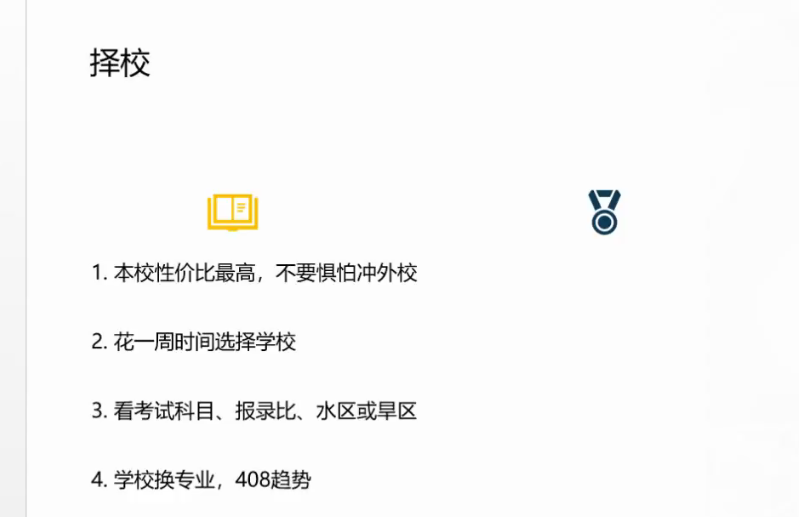 择校
1. 本校性价比最高，不要惧怕冲外校
2. 花一周时间选择学校
3. 看考试科目、报录比、水区或旱区
4. 学校换专业，408趋势